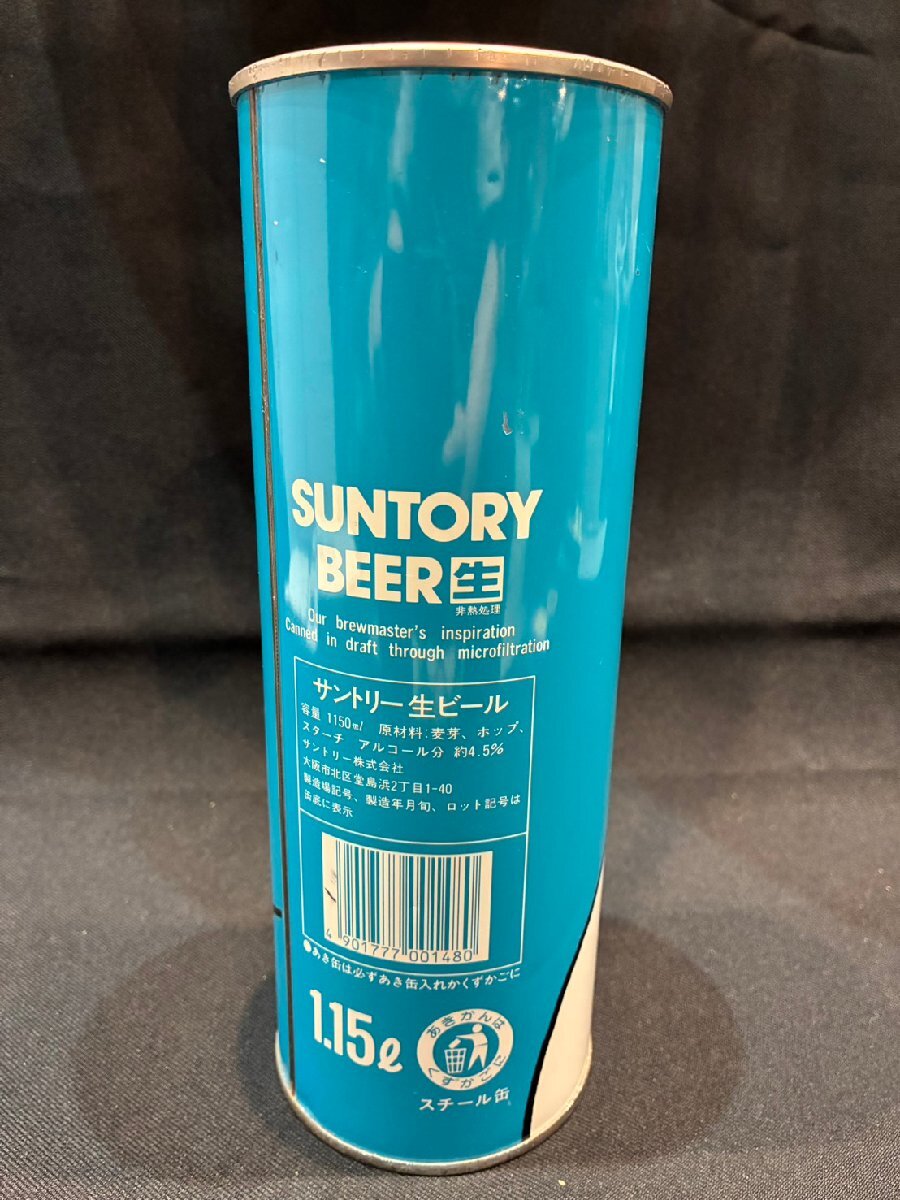 SUNTORY
BEER生
非熱処理
Our brewmaster's inspiration
Canned in draft through microfiltration
サントリー生ビール
容量 1150ml 原材料:麦芽、ホップ、
スターチ アルコール分 約4.5%
サントリー株式会社
大阪市北区堂島浜2丁目1-40
製造場記号、製造年月旬、ロット記号は
缶底に表示
4 901777 001480
●あき缶は必ずあき缶入れかくずかごに
1.15ℓ
あきかんは
くずかごに
スチール缶